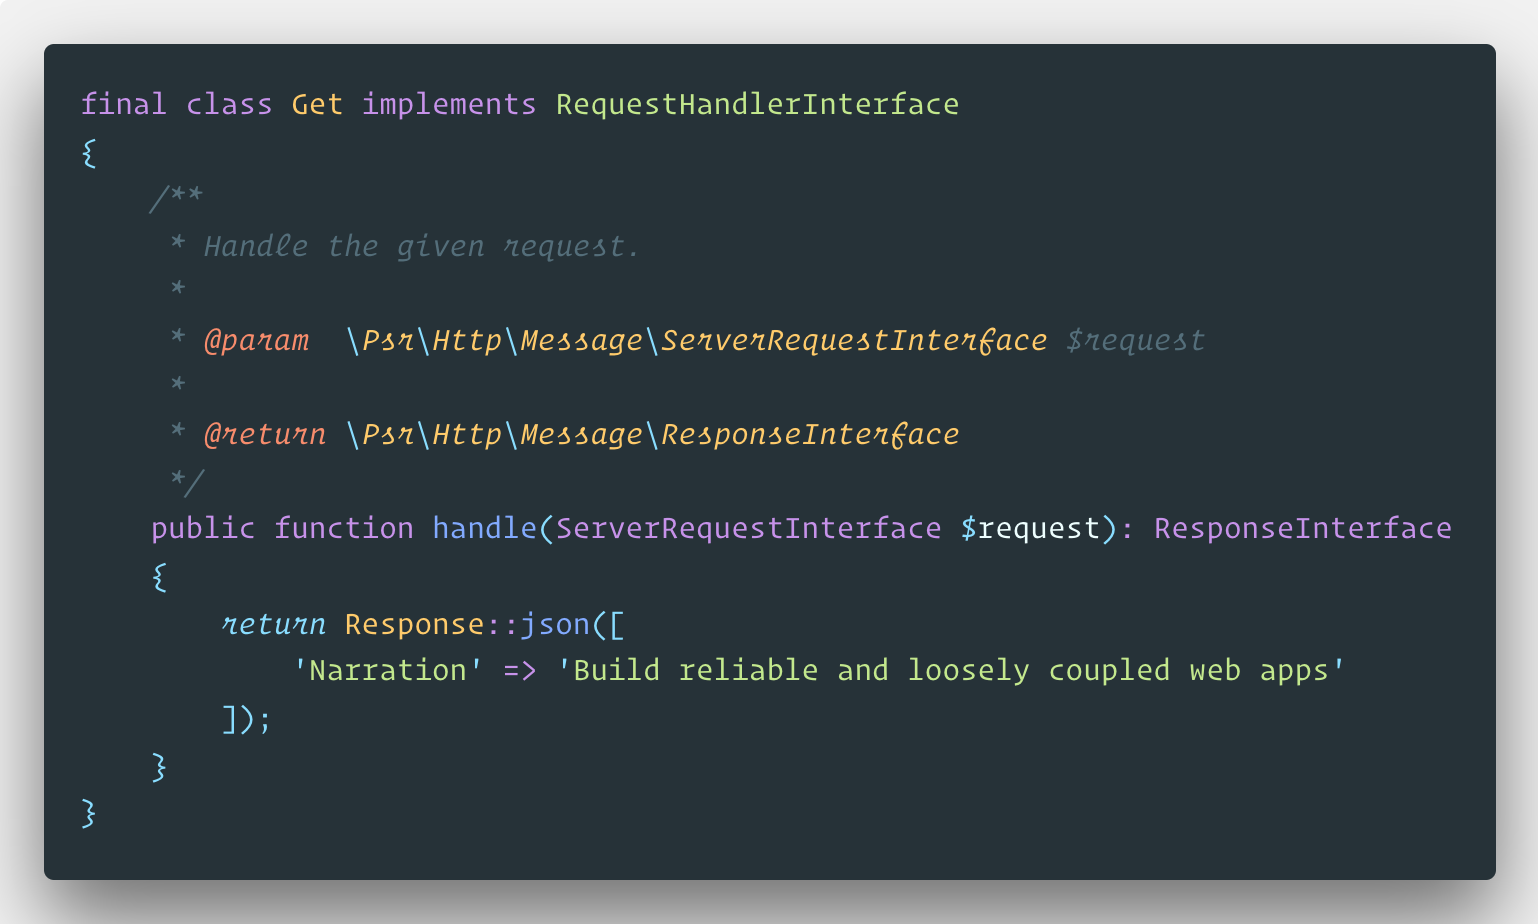 final class Get implements RequestHandlerInterface
{
    /**
     * Handle the given request.
     *
     * @param  \Psr\Http\Message\ServerRequestInterface $request
     *
     * @return \Psr\Http\Message\ResponseInterface
     */
    public function handle(ServerRequestInterface $request): ResponseInterface
    {
        return Response::json([
            'Narration' => 'Build reliable and loosely coupled web apps'
        ]);
    }
}